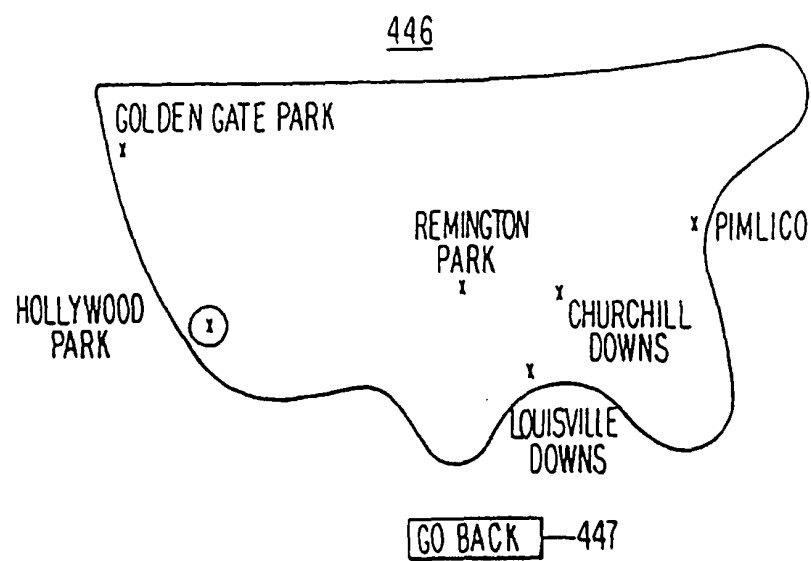 446
GOLDEN GATE PARK
x
REMINGTON
PARK
x
x PIMLICO
HOLLYWOOD
PARK
x
x
CHURCHILL
DOWNS
x
LOUISVILLE
DOWNS
GO BACK 447